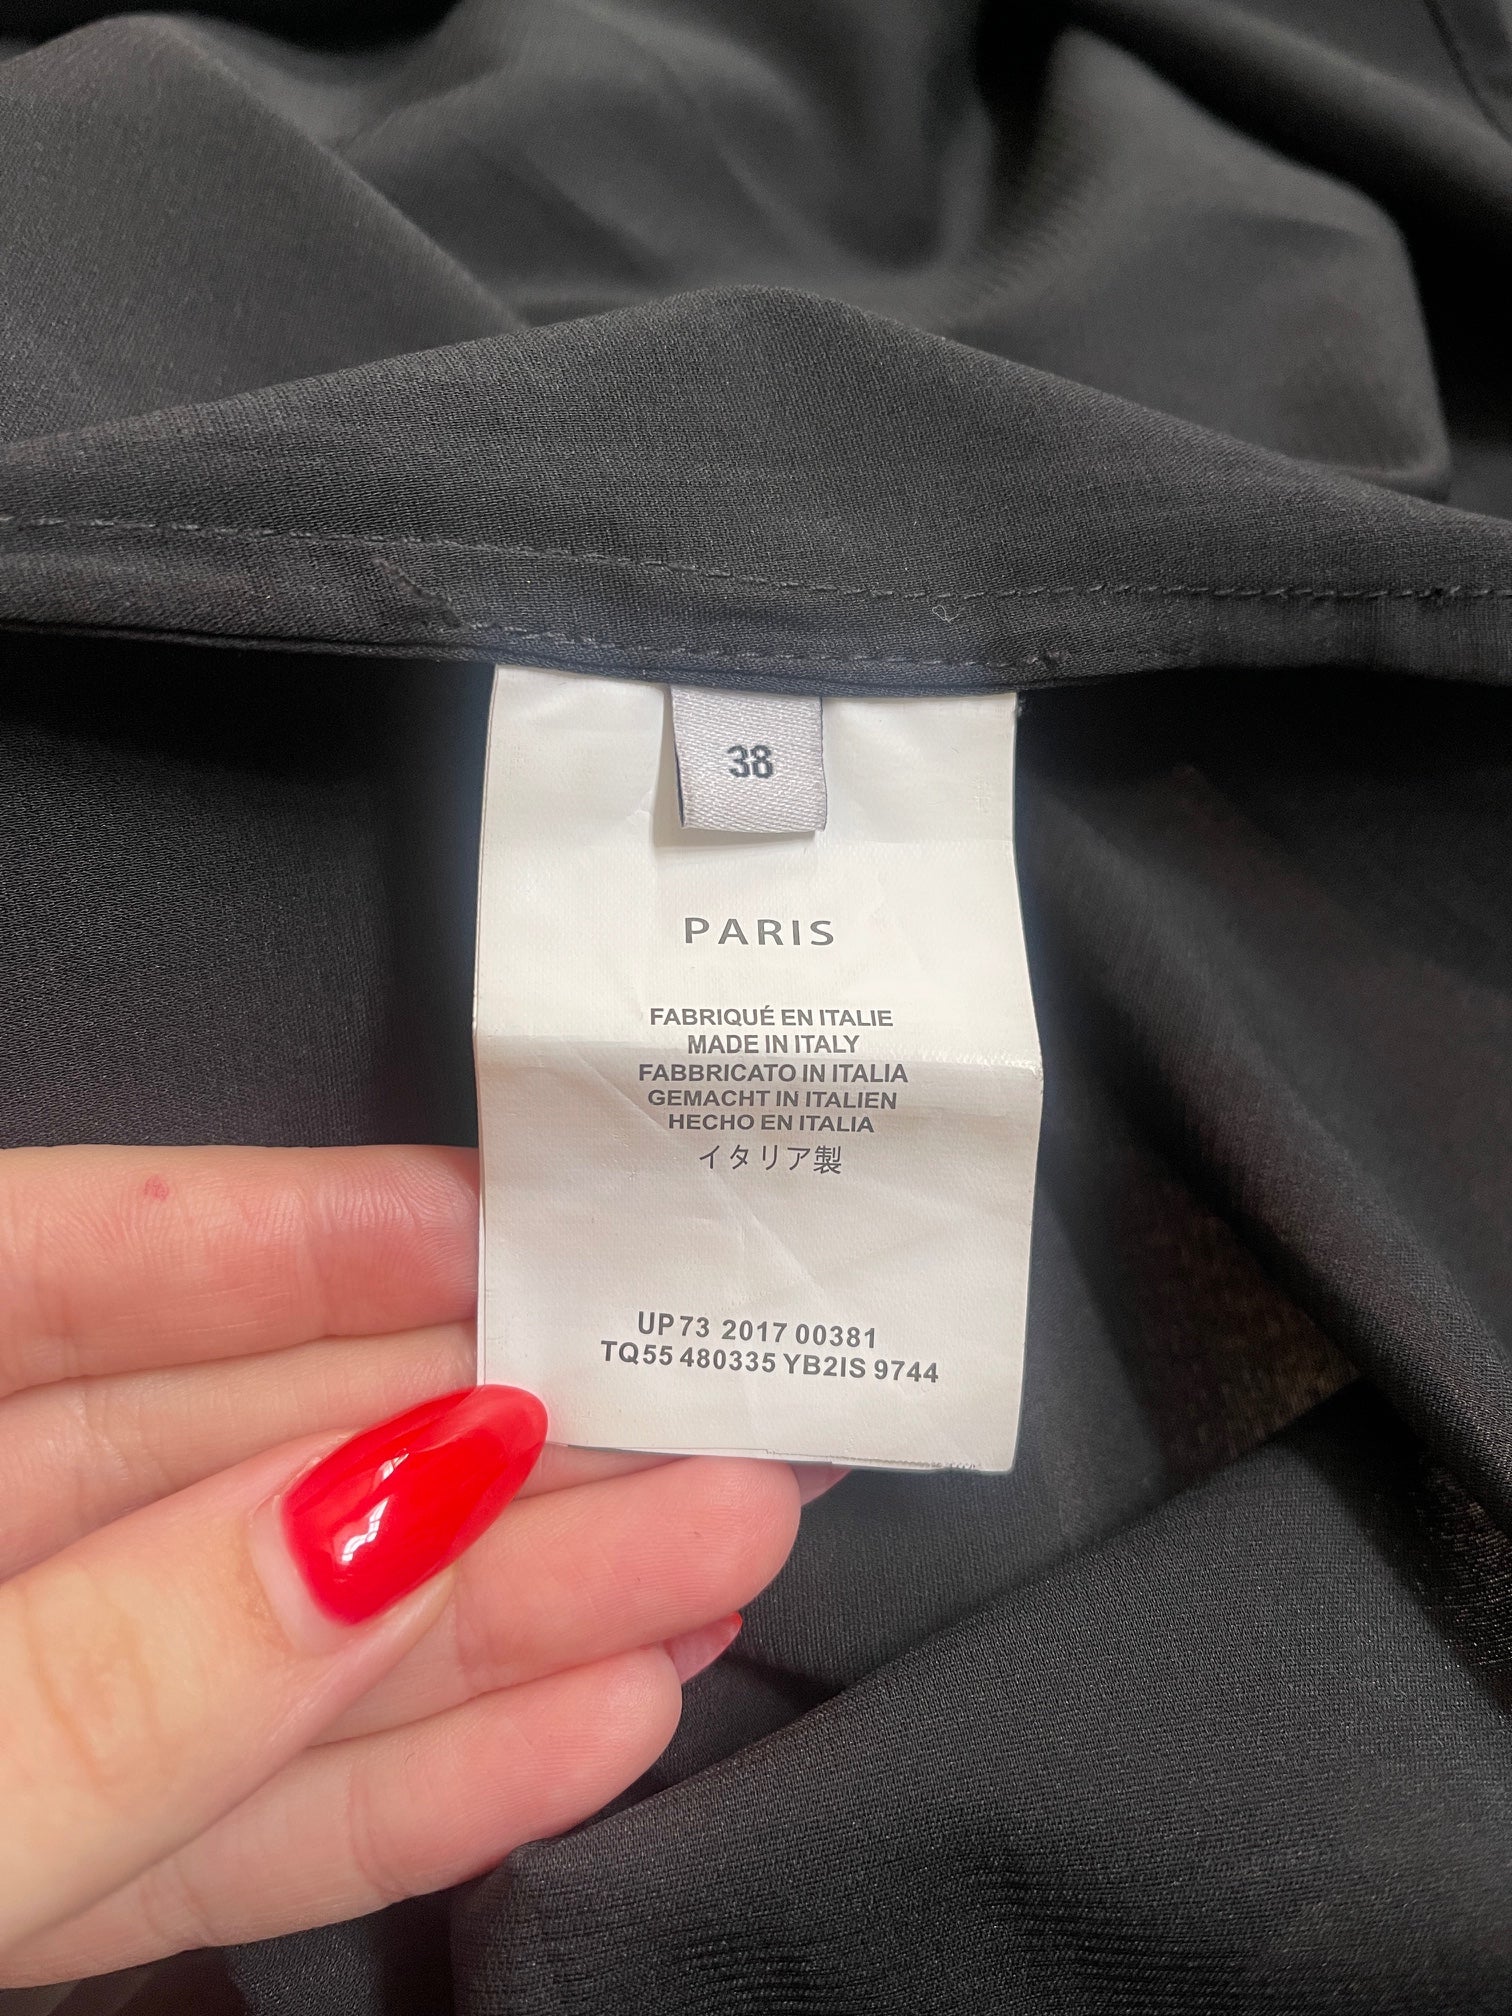 38
PARIS
FABRIQUÉ EN ITALIE
MADE IN ITALY
FABBRICATO IN ITALIA
GEMACHT IN ITALIEN
HECHO EN ITALIA
イタリア製
UP73 2017 00381
TQ55 480335 YB2IS 9744